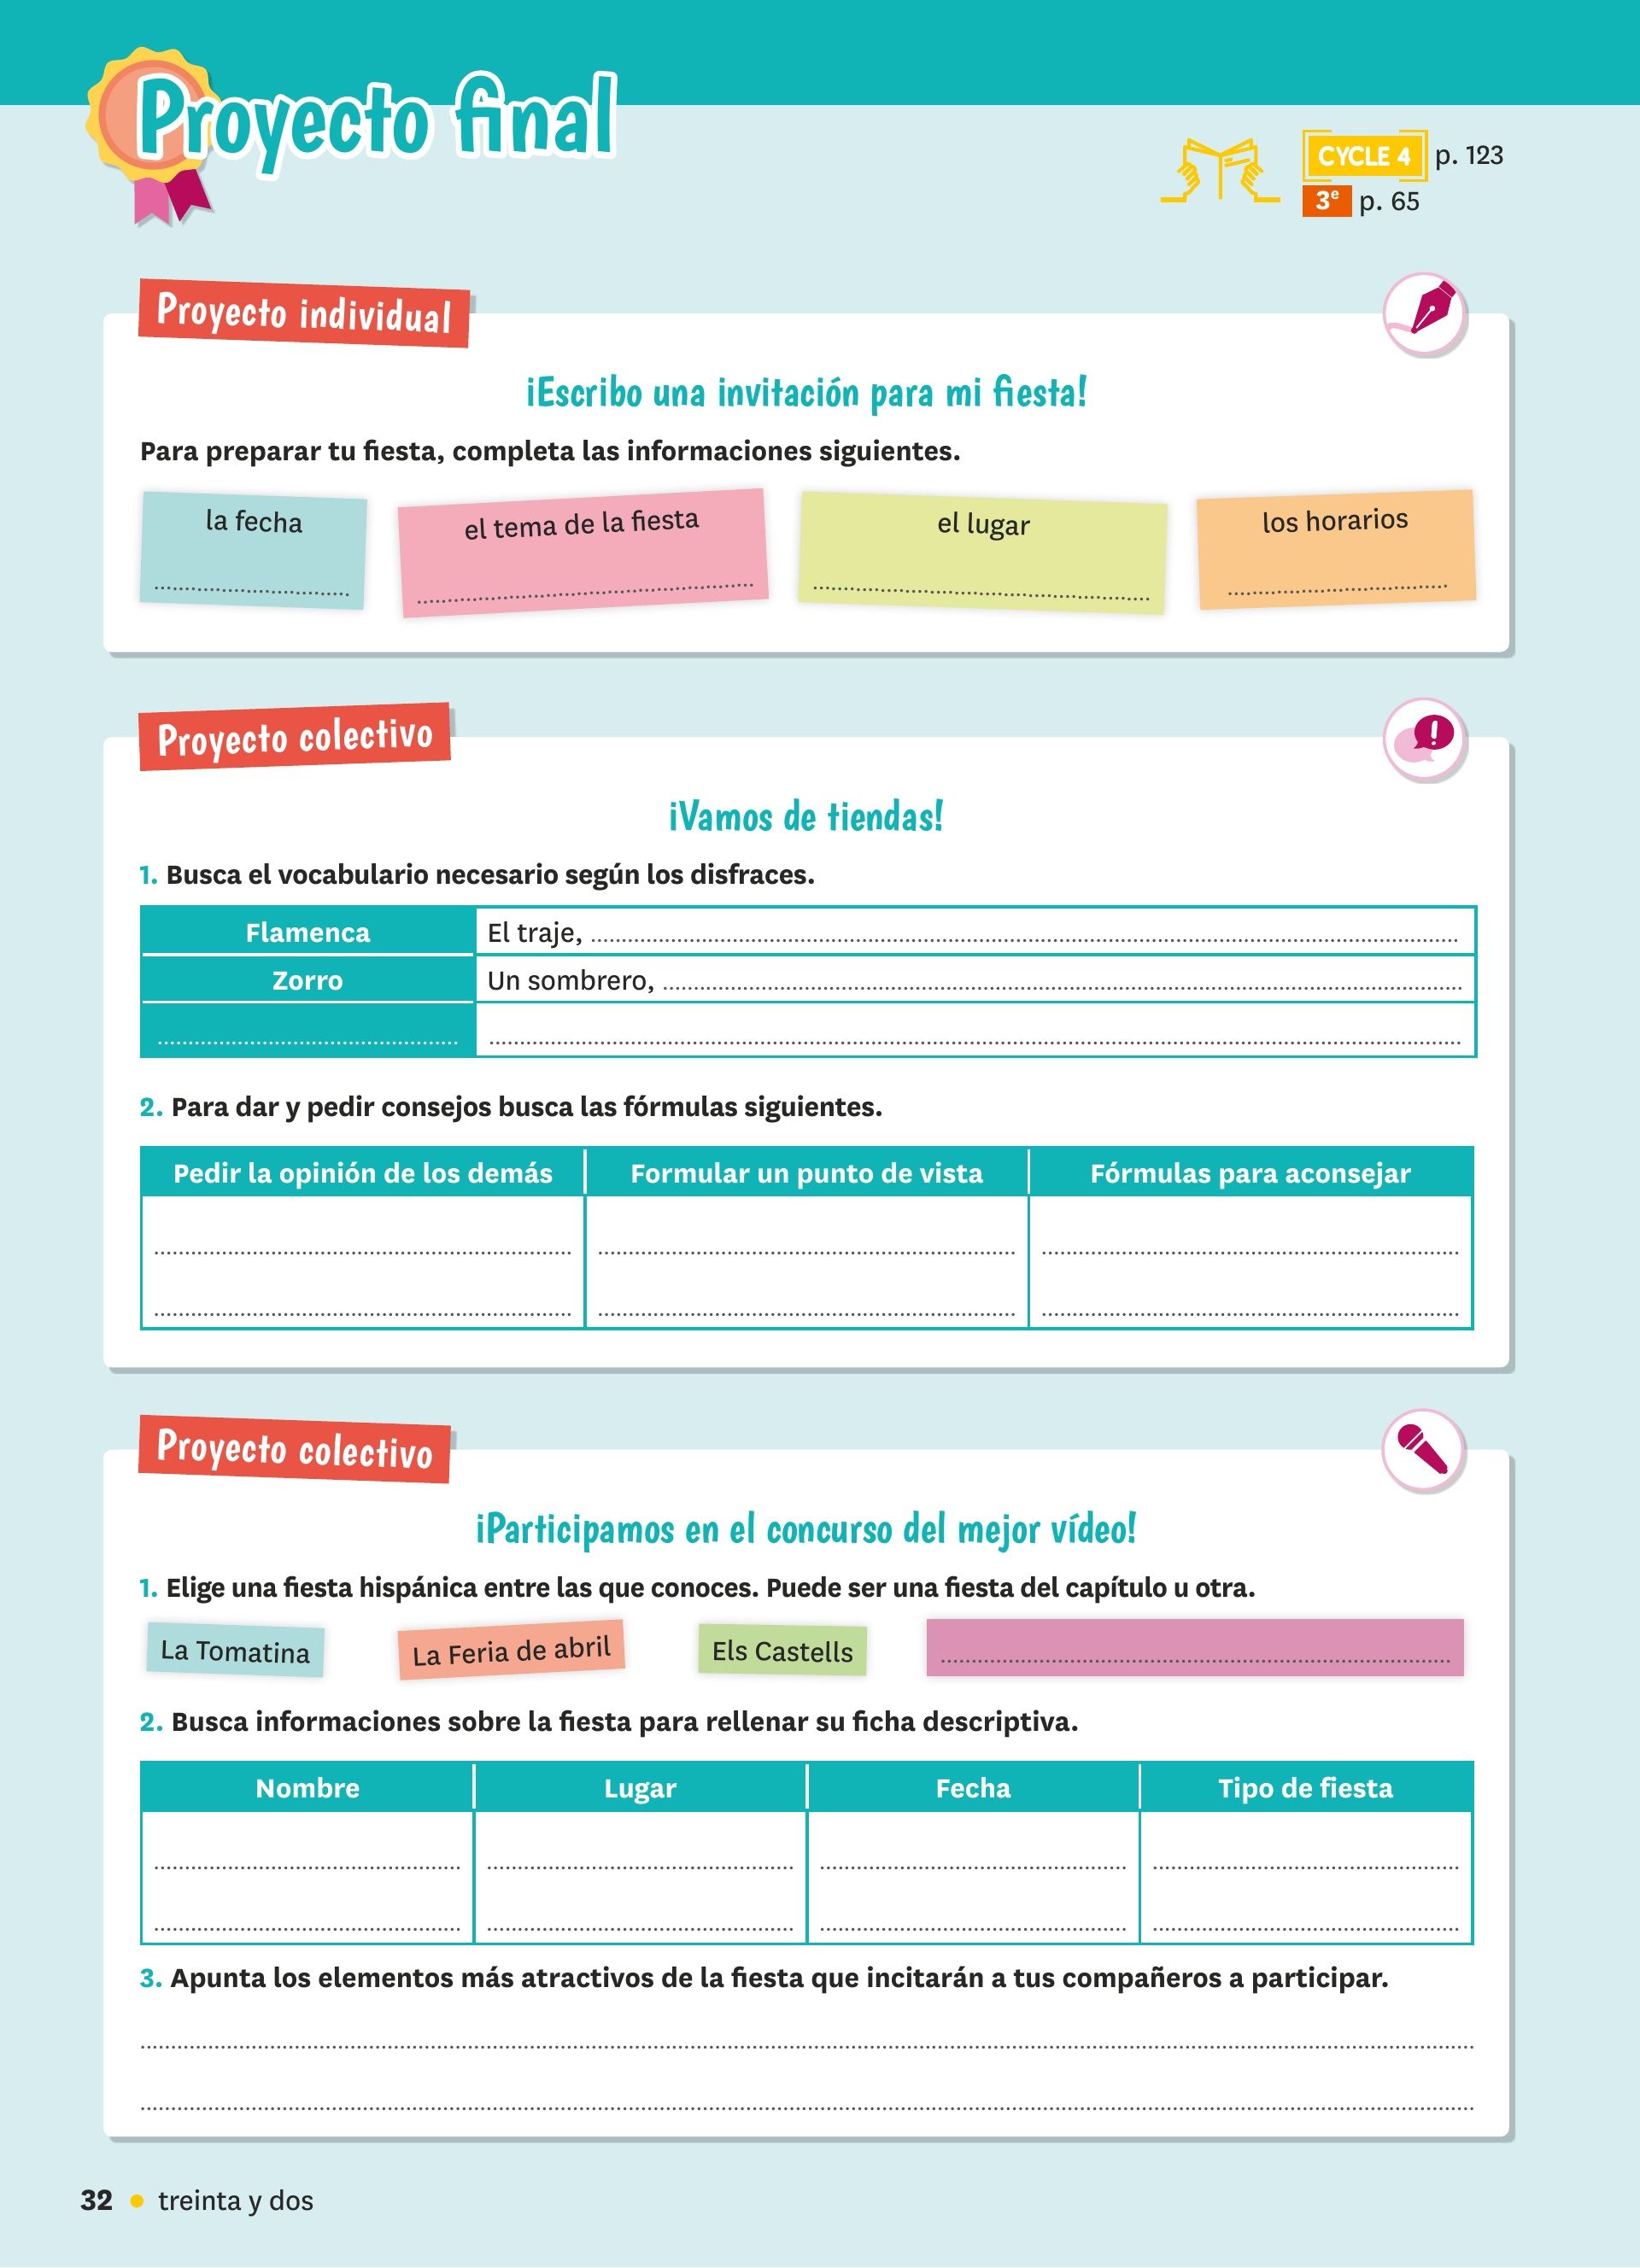 Proyecto final
CYCLE 4 p. 123
3e p. 65
Proyecto individual
¡Escribo una invitación para mi fiesta!
Para preparar tu fiesta, completa las informaciones siguientes.
la fecha
el tema de la fiesta
el lugar
los horarios
Proyecto colectivo
¡Vamos de tiendas!
1. Busca el vocabulario necesario según los disfraces.
Flamenca El traje,
Zorro Un sombrero,
2. Para dar y pedir consejos busca las fórmulas siguientes.
Pedir la opinión de los demás Formular un punto de vista Fórmulas para aconsejar
Proyecto colectivo
¡Participamos en el concurso del mejor vídeo!
1. Elige una fiesta hispánica entre las que conoces. Puede ser una fiesta del capítulo u otra.
La Tomatina La Feria de abril Els Castells
2. Busca informaciones sobre la fiesta para rellenar su ficha descriptiva.
Nombre Lugar Fecha Tipo de fiesta
3. Apunta los elementos más atractivos de la fiesta que incitarán a tus compañeros a participar.
32 • treinta y dos